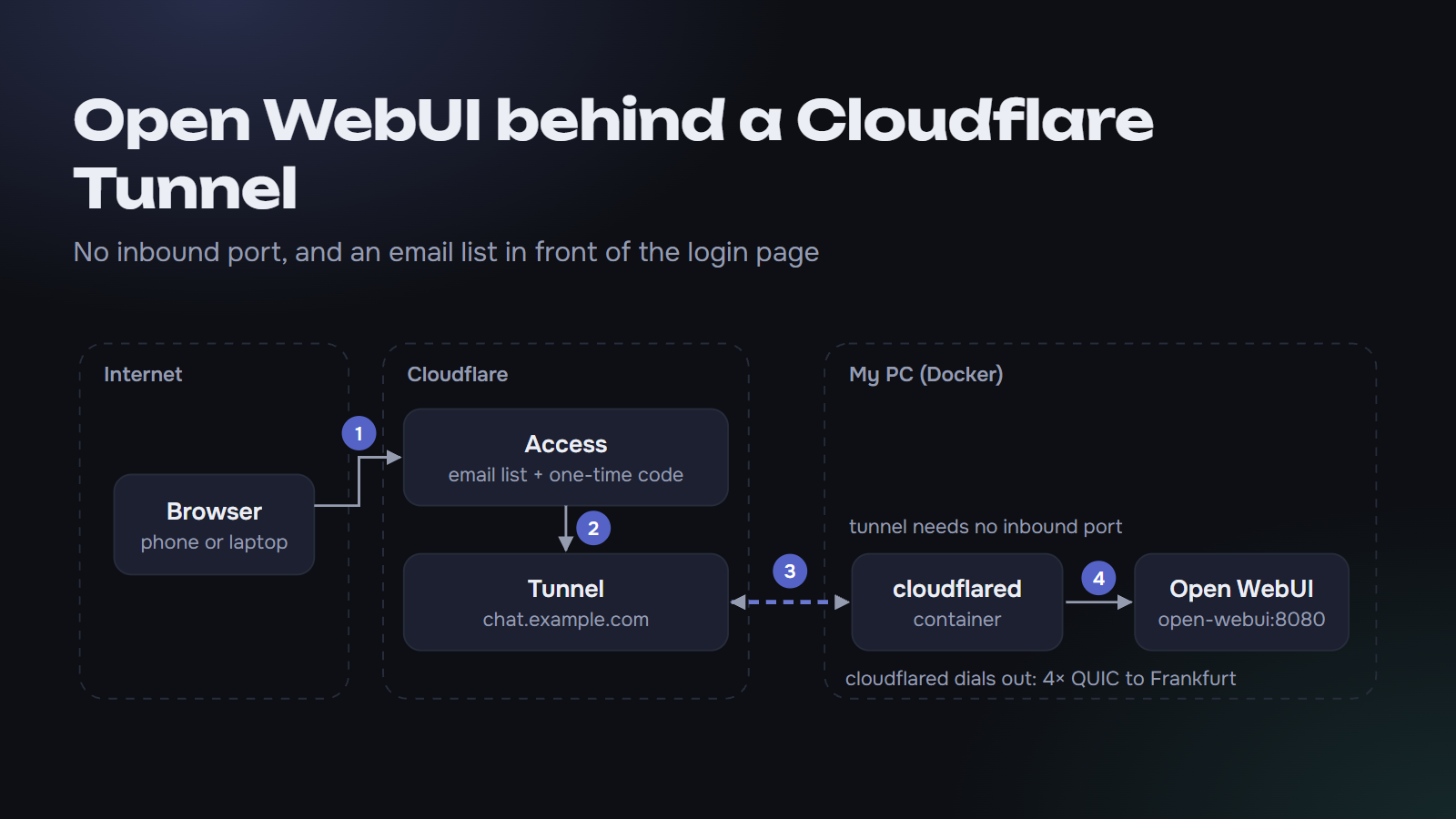 Open WebUI behind a Cloudflare
Tunnel
No inbound port, and an email list in front of the login page
Internet
Cloudflare
My PC (Docker)
1
Access
email list + one-time code
Browser
phone or laptop
2
tunnel needs no inbound port
Tunnel
chat.example.com
3
cloudflared
container
4
Open WebUI
open-webui:8080
cloudflared dials out: 4× QUIC to Frankfurt